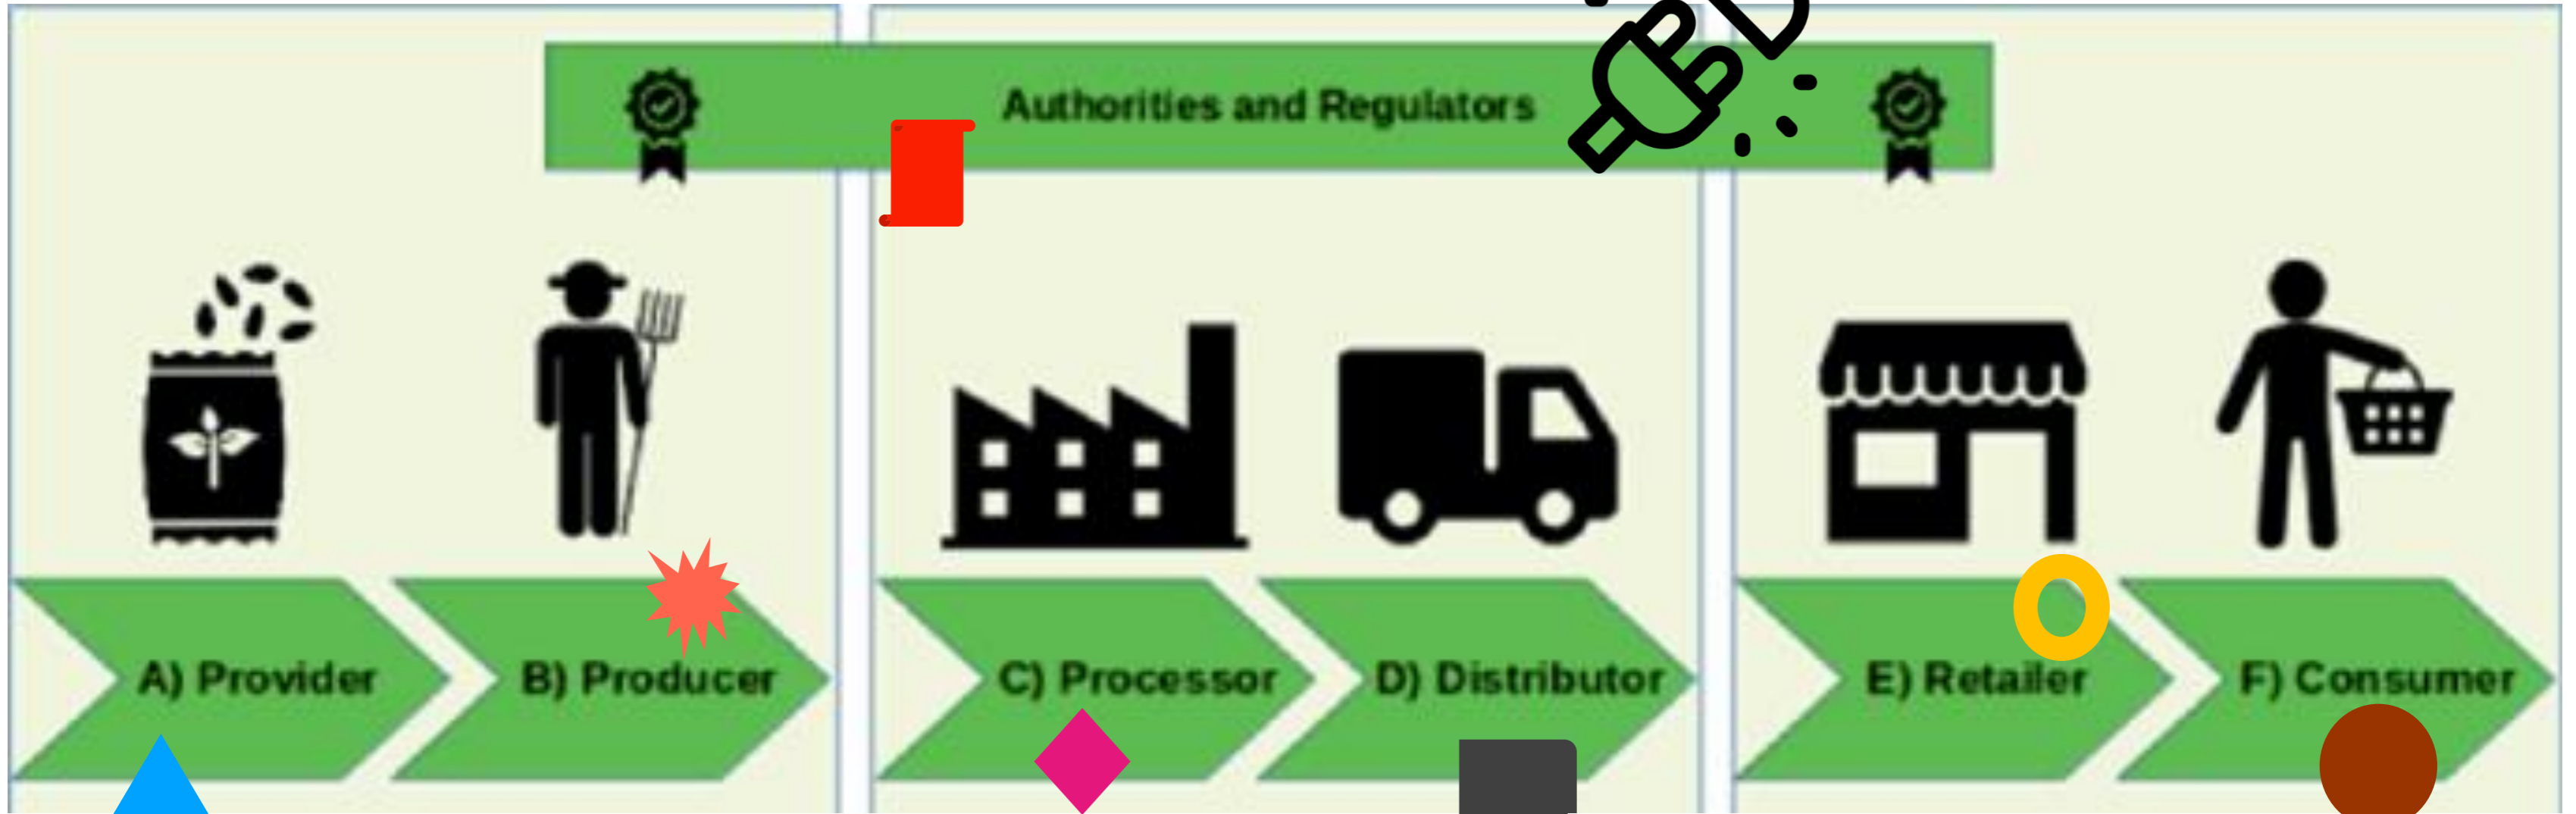 Authorities and Regulators
A) Provider
B) Producer
C) Processor
D) Distributor
E) Retailer
F) Consumer